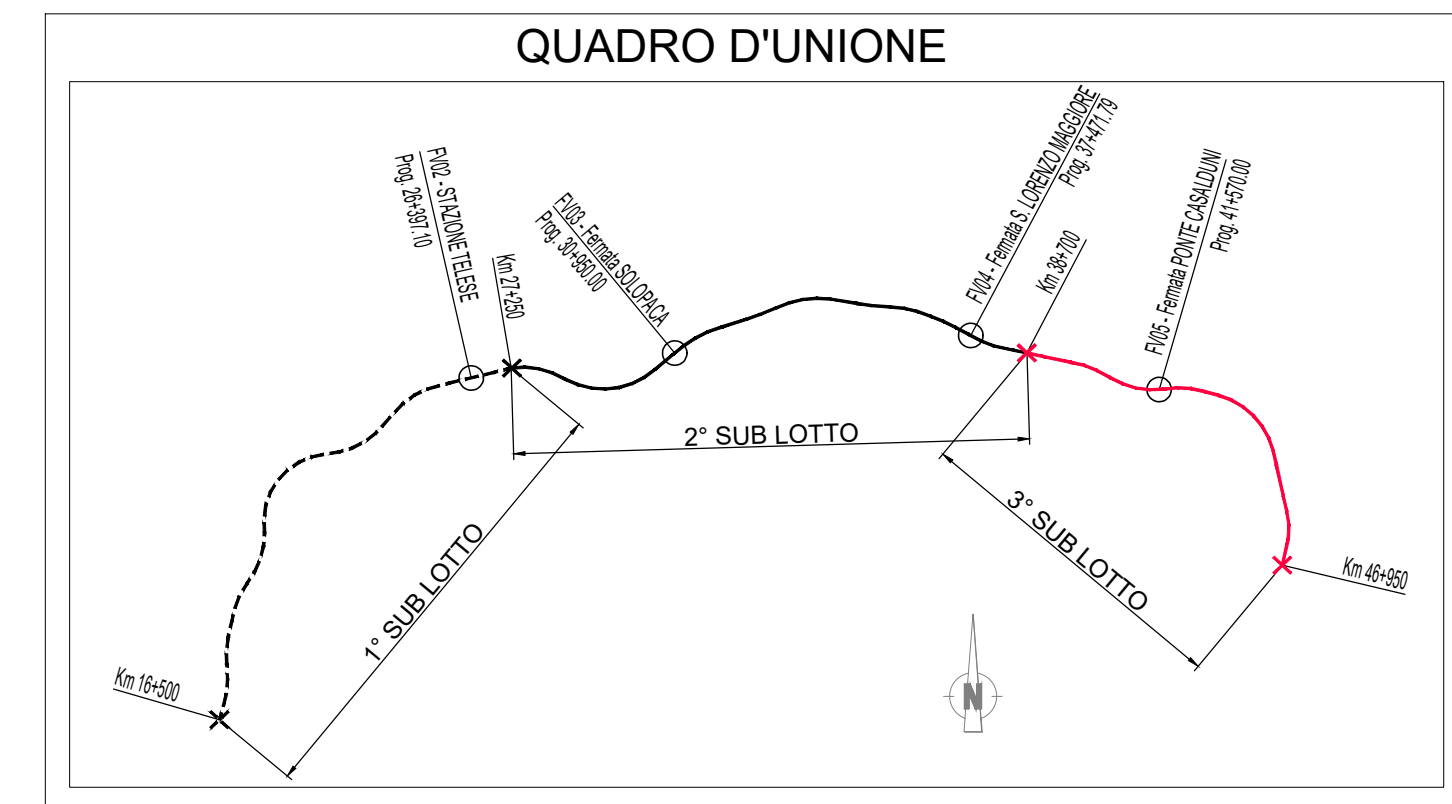 QUADRO D'UNIONE
FV02 - STAZIONE TELESE
Prog. 26+397.10
Km 27+250
FV03 - Fermata SOLOPACA
Prog. 30+950.00
FV04 - Fermata S. LORENZO MAGGIORE
Prog. 37+471.79
Km 38+700
FV05 - Fermata PONTE CASALDUNI
Prog. 41+570.00
2° SUB LOTTO
1° SUB LOTTO
3° SUB LOTTO
Km 46+950
Km 16+500
N